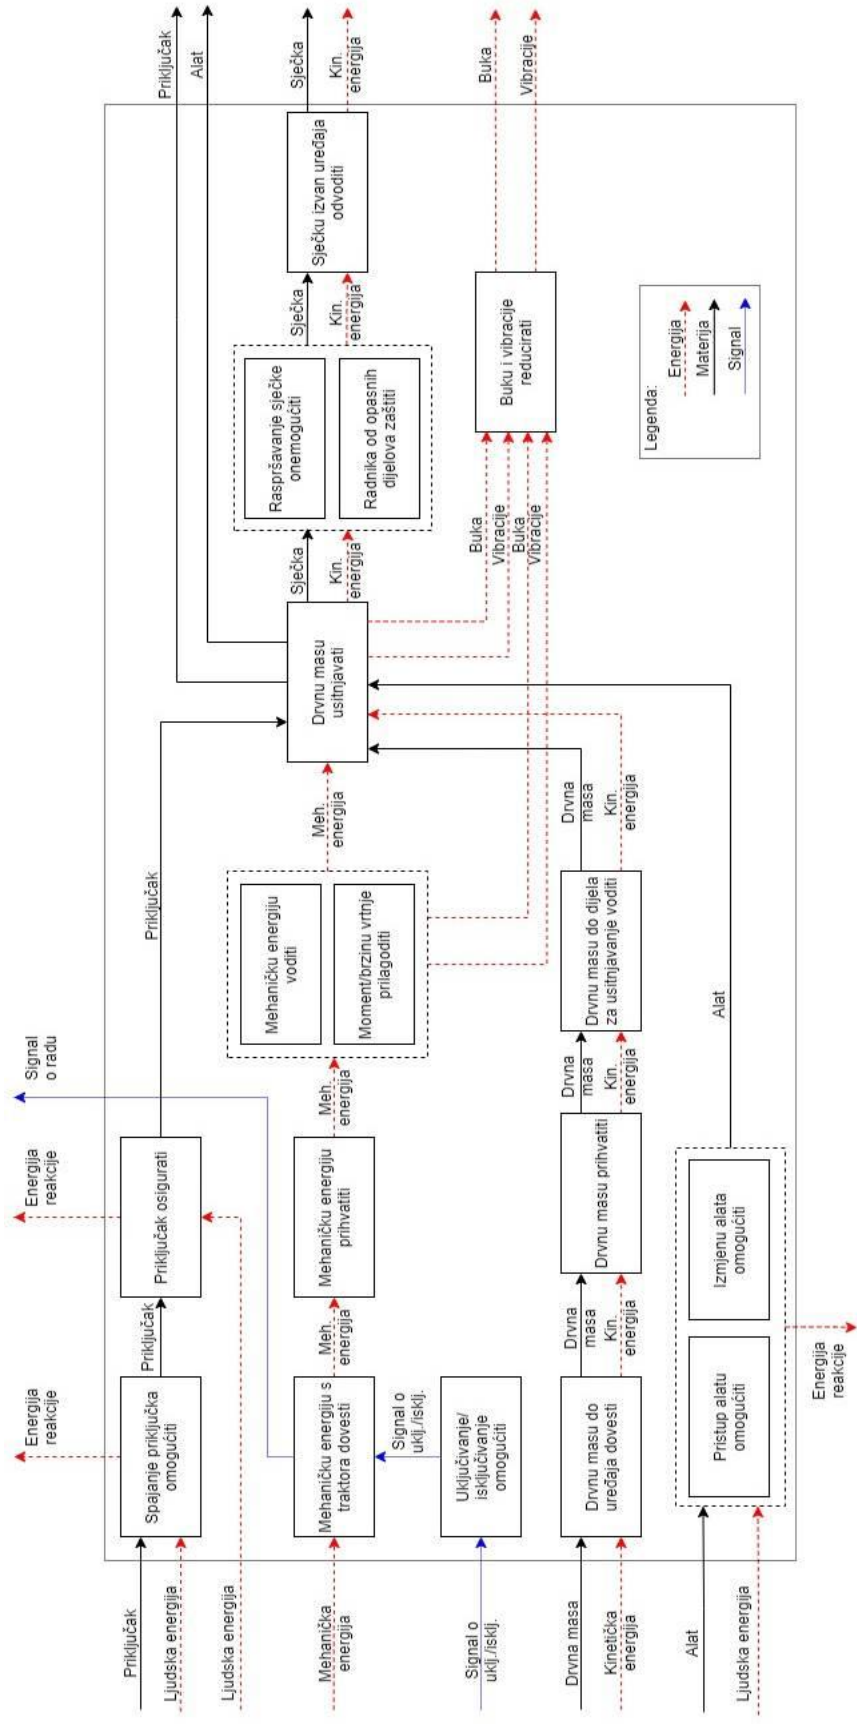 Priključak
Ljudska energija
Ljudska energija
Mehanička
energija
Signal o
uklj./isklj.
Drvna masa
Kinetička
energija
Alat
Ljudska energija
Energija
reakcije
Spajanje priključka
omogućiti
Priključak
Mehaničku energiju s
traktora dovesti
Meh.
energija
Signal o
uklj./isklj.
Uključivanje/
isključivanje
omogućiti
Drvnu masu do
uređaja dovesti
Drvna
masa
Kin.
energija
Pristup alatu
omogućiti
Izmjenu alata
omogućiti
Energija
reakcije
Energija
reakcije
Priključak osigurati
Signal
o radu
Mehaničku energiju
prihvatiti
Meh.
energija
Drvnu masu prihvatiti
Drvna
masa
Kin.
energija
Priključak
Mehaničku energiju
voditi
Moment/brzinu vrtnje
prilagoditi
Meh.
energija
Drvnu masu do dijela
za usitnjavanje voditi
Drvna
masa
Kin.
energija
Alat
Drvnu masu
usitnjavati
Sječka
Kin.
energija
Buka
Vibracije
Buka
Vibracije
Raspršavanje sječke
onemogućiti
Radnika od opasnih
dijelova zaštiti
Sječka
Kin.
energija
Buku i vibracije
reducirati
Sječku izvan uređaja
odvoditi
Priključak
Alat
Sječka
Kin.
energija
Buka
Vibracije
Legenda:
Energija
Materija
Signal